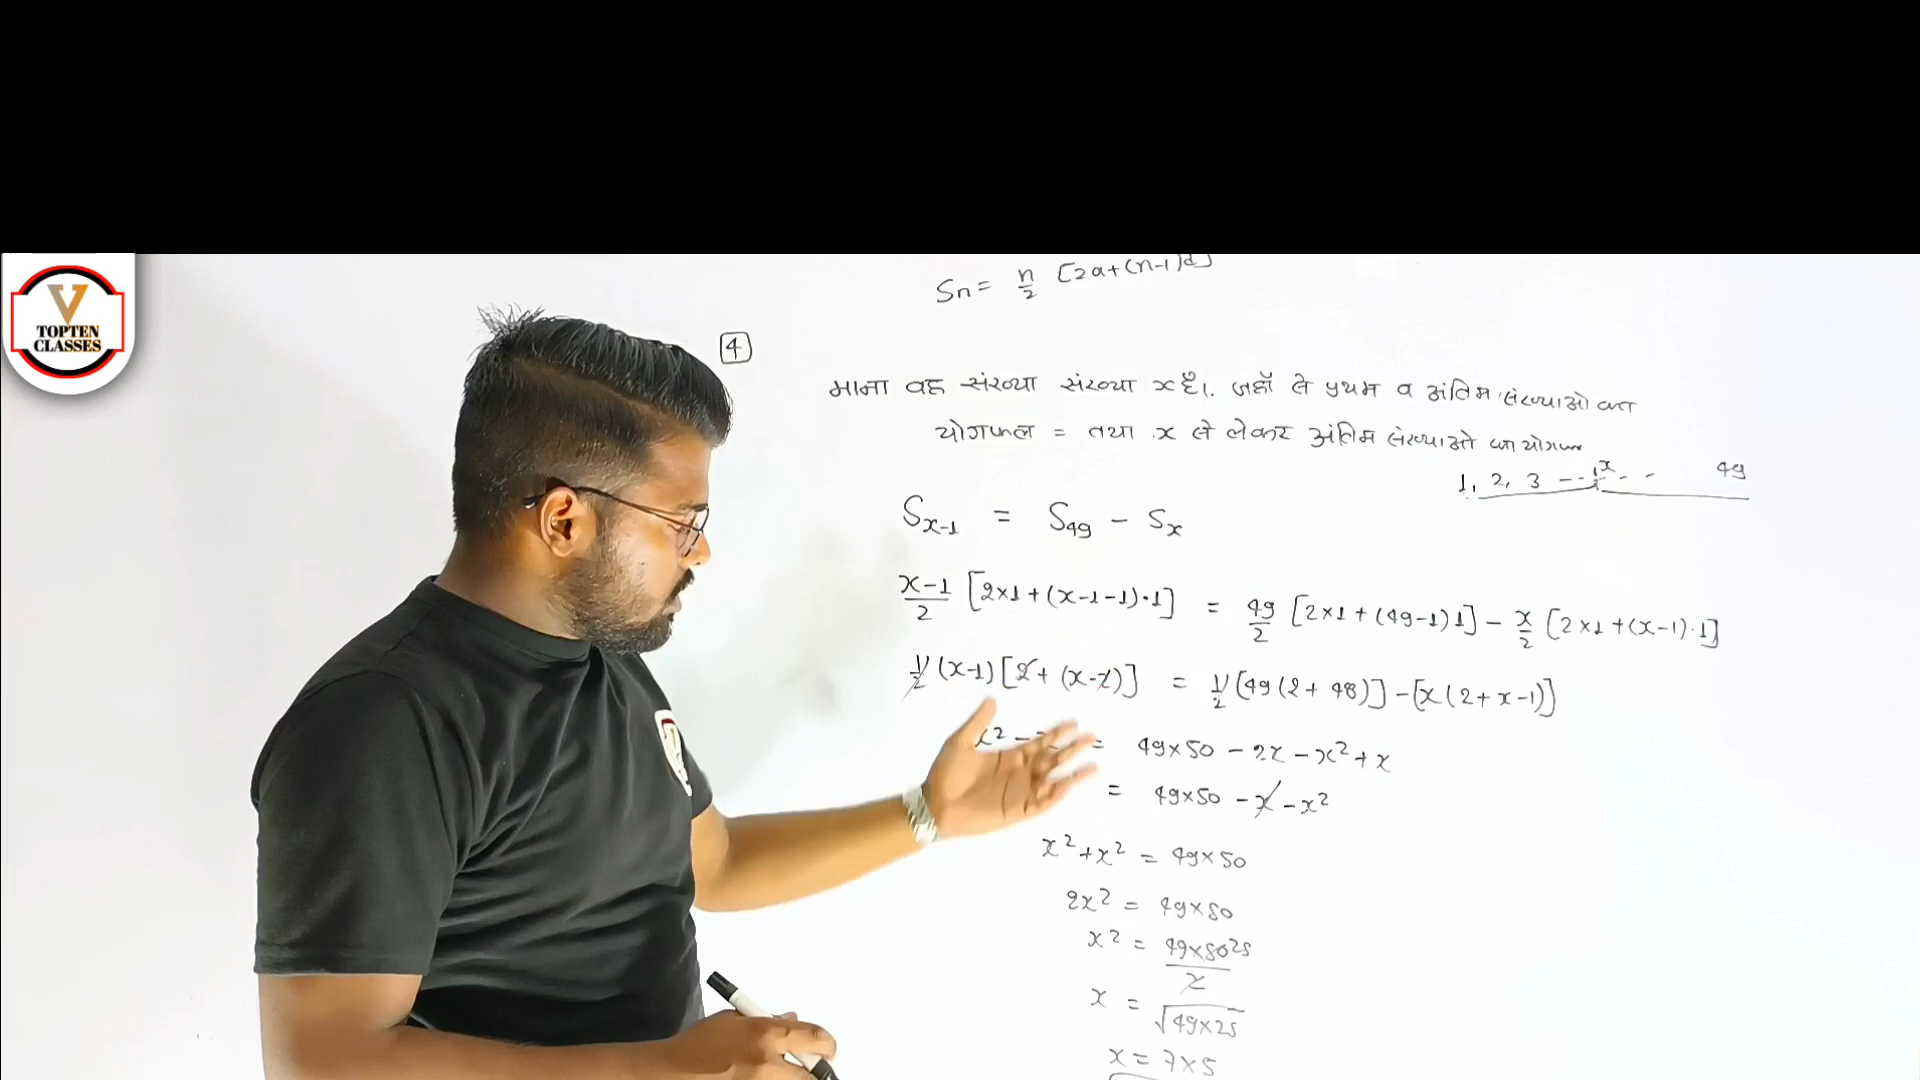 V
TOPTEN
CLASSES
Sn = n/2 [2a+(n-1)d]
4
माना वह संख्या संख्या x है। जहाँ से प्रथम व अंतिम संख्याओ का
योगफल = तथा x से लेकर अंतिम संख्याओ का योगफल
1, 2, 3 --- x - - 49
Sx-1 = S49 - Sx
x-1/2 [2×1+(x-1-1)·1] = 49/2 [2×1+(49-1)1] - x/2 [2×1+(x-1)·1]
1/2 (x-1)[2+(x-2)] = 1/2 [49(2+48)] - [x(2+x-1)]
x² - = 49×50 - 2x - x² + x
= 49×50 - x - x²
x²+x² = 49×50
2x² = 49×50
x² = 49×50 25/2
x = √49×25
x = 7×5